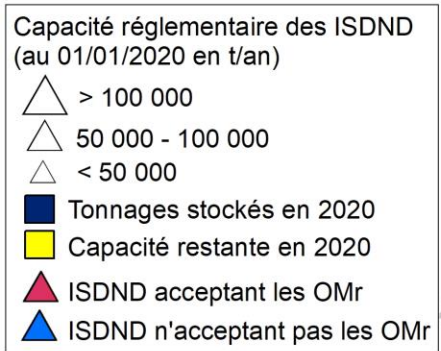 Capacité réglementaire des ISDND
(au 01/01/2020 en t/an)
> 100 000
50 000 - 100 000
< 50 000
Tonnages stockés en 2020
Capacité restante en 2020
ISDND acceptant les OMr
ISDND n'acceptant pas les OMr